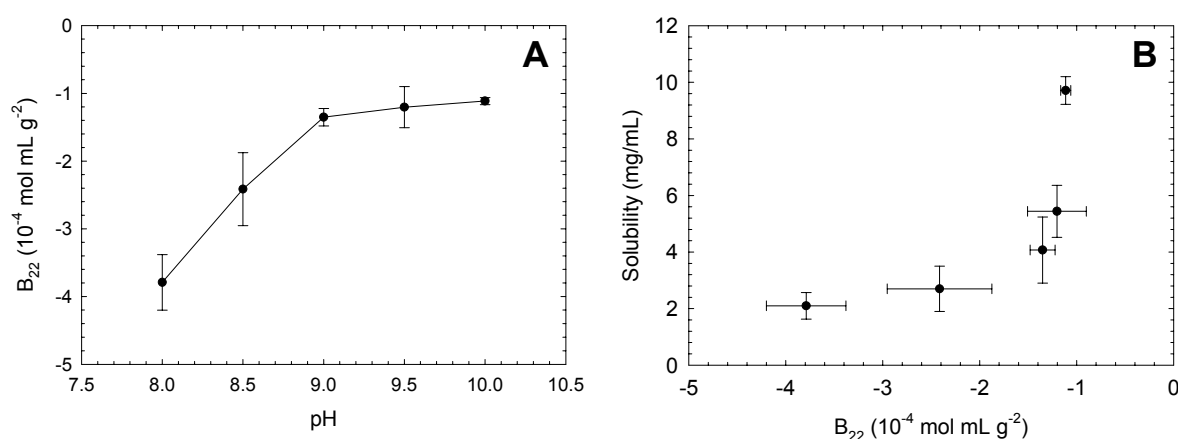 A
0
-1
-2
-3
-4
-5
B22 (10-4 mol mL g-2)
7.5 8.0 8.5 9.0 9.5 10.0 10.5
pH
B
12
10
8
6
4
2
0
Solubility (mg/mL)
-5 -4 -3 -2 -1 0
B22 (10-4 mol mL g-2)